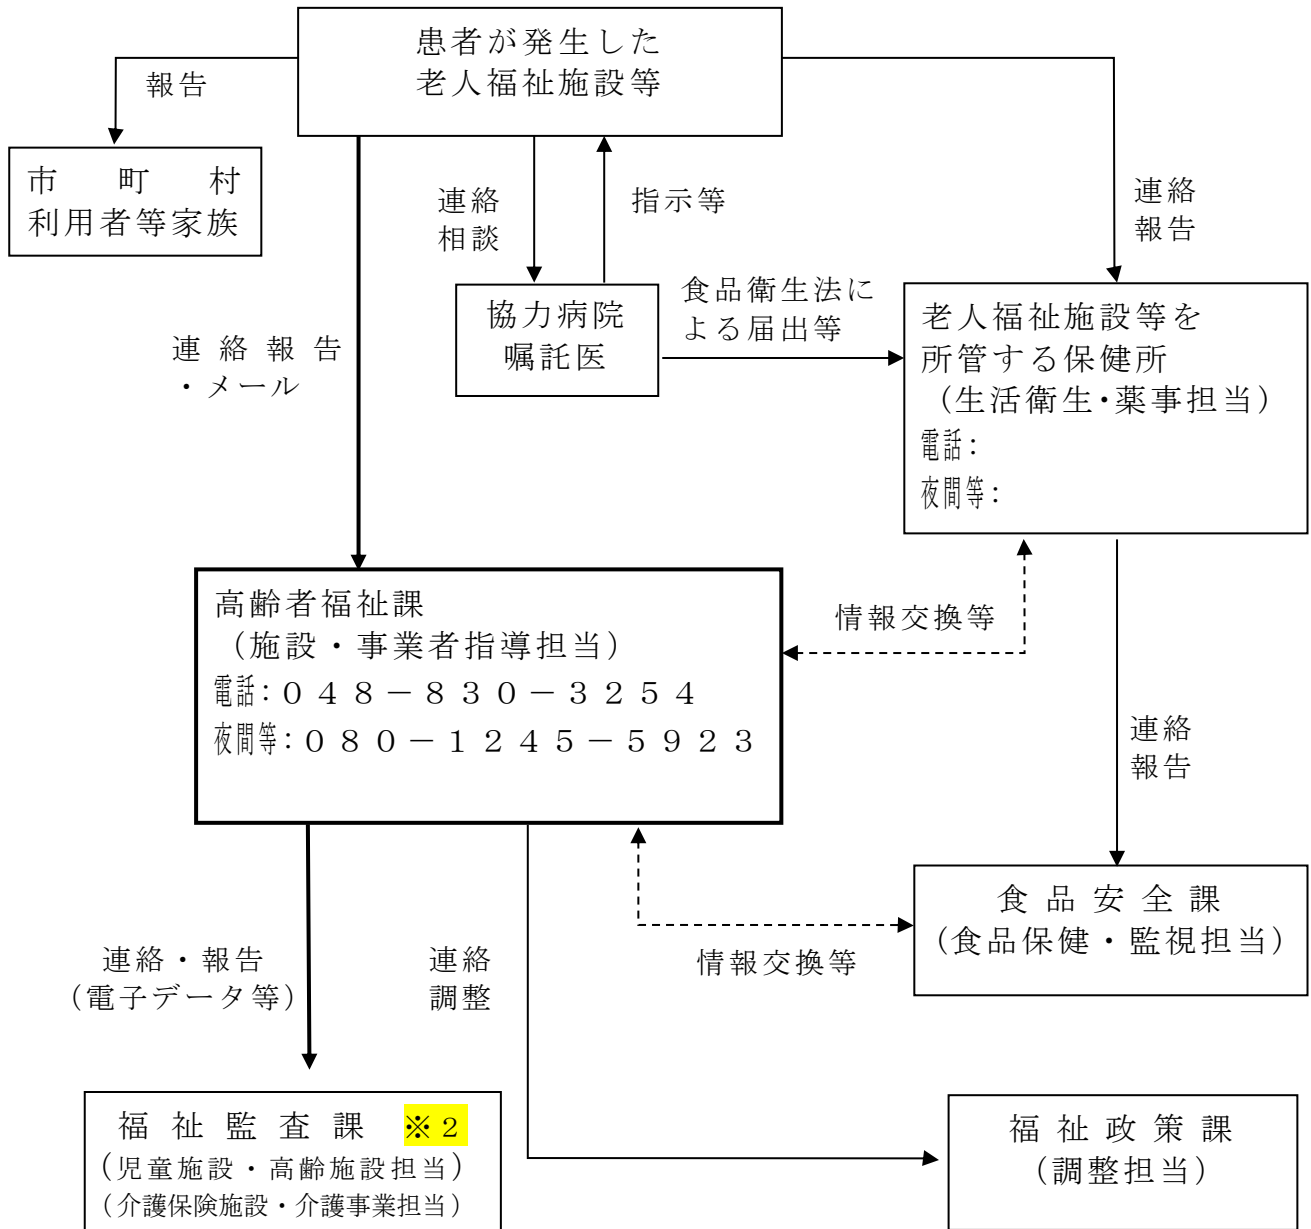 患者が発生した
老人福祉施設等
報告
市　町　村
利用者等家族
連絡
相談
指示等
連絡
報告
連絡報告
・メール
協力病院
嘱託医
食品衛生法に
よる届出等
老人福祉施設等を
所管する保健所
（生活衛生・薬事担当）
電話：
夜間等：
高齢者福祉課
（施設・事業者指導担当）
電話：０４８－８３０－３２５４
夜間等：０８０－１２４５－５９２３
情報交換等
連絡
報告
食品安全課
（食品保健・監視担当）
情報交換等
連絡・報告
（電子データ等）
連絡
調整
福祉監査課　※２
（児童施設・高齢施設担当）
（介護保険施設・介護事業担当）
福祉政策課
（調整担当）